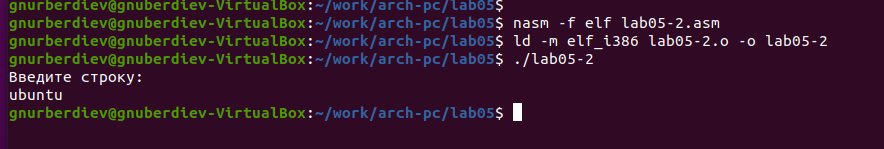 gnurberdiev@gnuberdiev-VirtualBox:~/work/arch-pc/lab05$
gnurberdiev@gnuberdiev-VirtualBox:~/work/arch-pc/lab05$ nasm -f elf lab05-2.asm
gnurberdiev@gnuberdiev-VirtualBox:~/work/arch-pc/lab05$ ld -m elf_i386 lab05-2.o -o lab05-2
gnurberdiev@gnuberdiev-VirtualBox:~/work/arch-pc/lab05$ ./lab05-2
Введите строку:
ubuntu
gnurberdiev@gnuberdiev-VirtualBox:~/work/arch-pc/lab05$